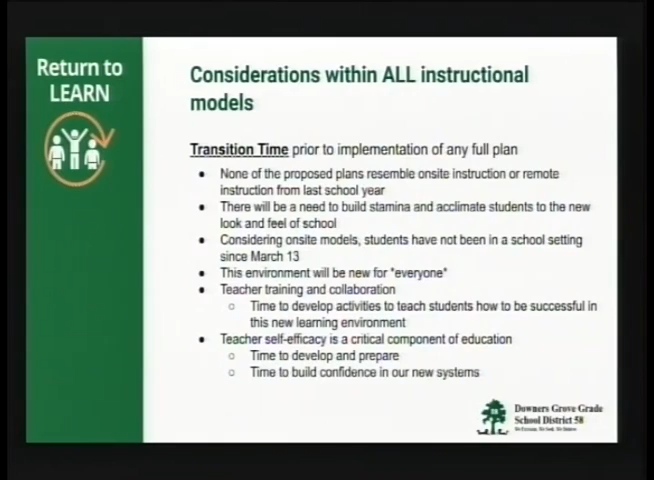 Return to
LEARN
Considerations within ALL instructional
models
Transition Time prior to implementation of any full plan
● None of the proposed plans resemble onsite instruction or remote
instruction from last school year
● There will be a need to build stamina and acclimate students to the new
look and feel of school
● Considering onsite models, students have not been in a school setting
since March 13
● This environment will be new for *everyone*
● Teacher training and collaboration
○ Time to develop activities to teach students how to be successful in
this new learning environment
● Teacher self-efficacy is a critical component of education
○ Time to develop and prepare
○ Time to build confidence in our new systems
Downers Grove Grade
School District 58